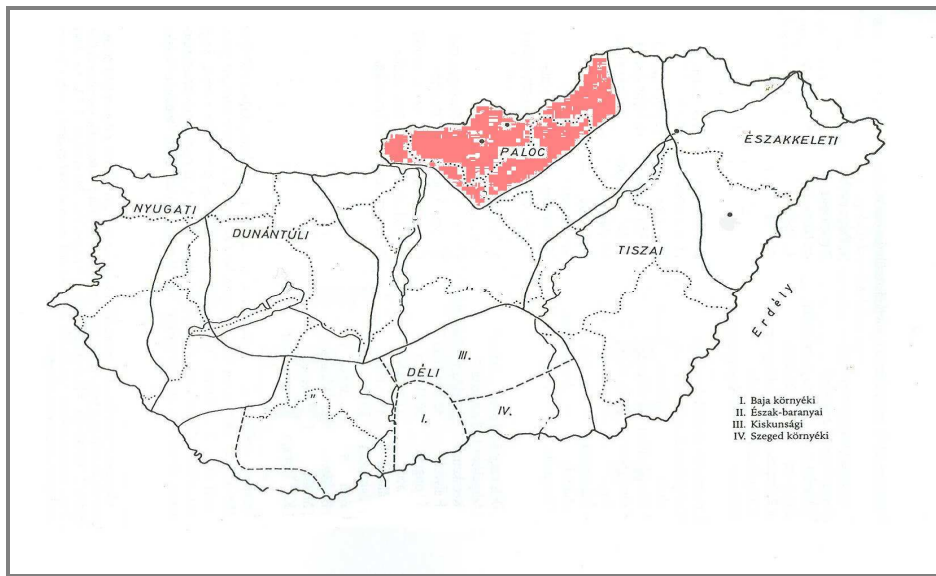 PALÓC
ÉSZAKKELETI
NYUGATI
DUNÁNTÚLI
TISZAI
Erdély
III.
DÉLI
I.
IV.
II
I. Baja környéki
II. Észak-baranyai
III. Kiskunsági
IV. Szeged környéki